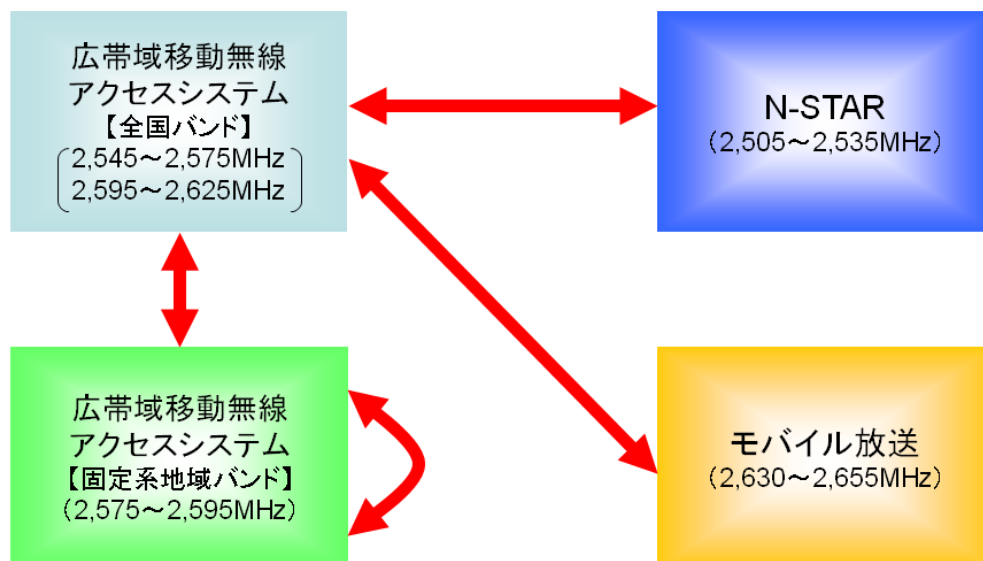 広帯域移動無線
アクセスシステム
【全国バンド】
2,545～2,575MHz
2,595～2,625MHz
N-STAR
（2,505～2,535MHz）
広帯域移動無線
アクセスシステム
【固定系地域バンド】
（2,575～2,595MHz）
モバイル放送
（2,630～2,655MHz）